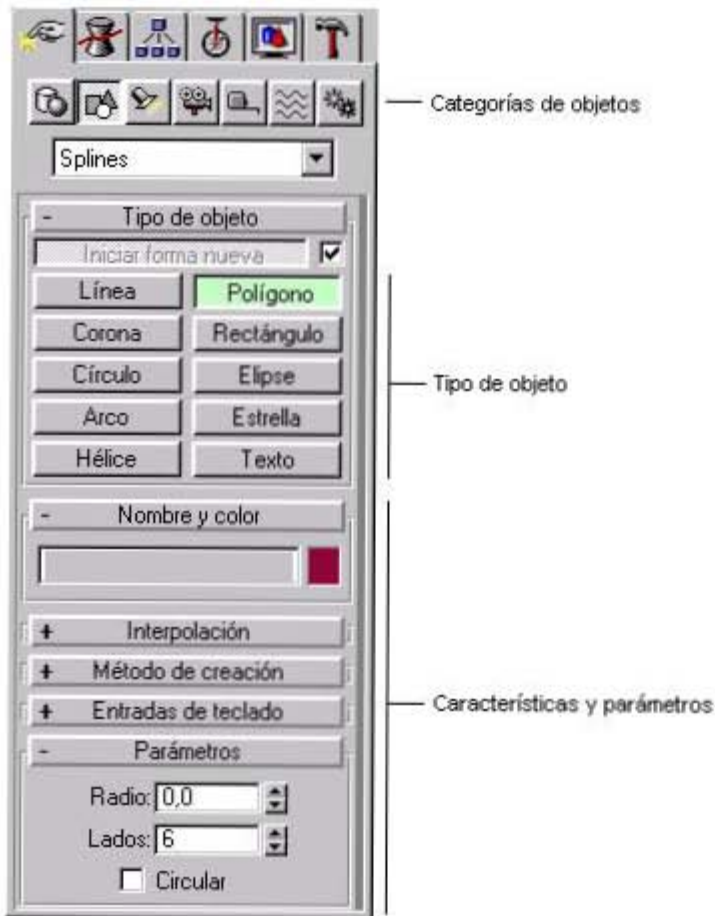 Categorías de objetos
Splines
- Tipo de objeto
Iniciar forma nueva
Línea Polígono
Corona Rectángulo
Círculo Elipse
Tipo de objeto
Arco Estrella
Hélice Texto
- Nombre y color
+ Interpolación
+ Método de creación
+ Entradas de teclado
Características y parámetros
- Parámetros
Radio: 0,0
Lados: 6
Circular